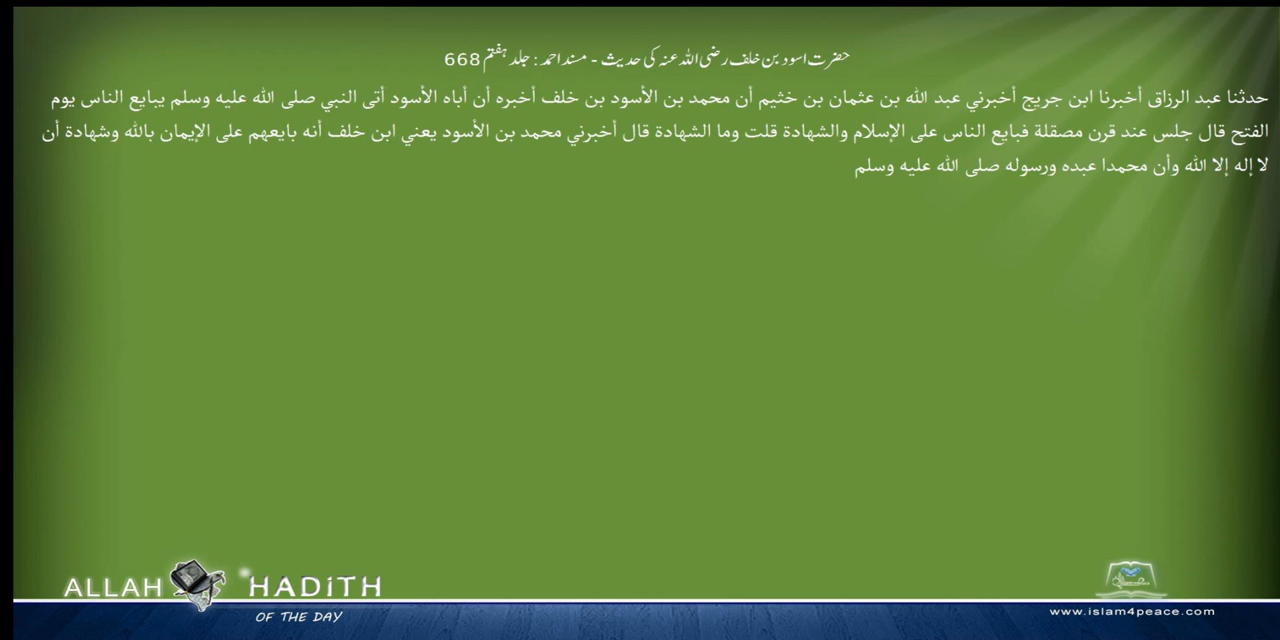 حضرت اسود بن خلف رضی اللہ عنہ کی حدیث - مسند احمد : جلد ہفتم 668
حدثنا عبد الرزاق أخبرنا ابن جريج أخبرني عبد الله بن عثمان بن خثيم أن محمد بن الأسود بن خلف أخبره أن أباه الأسود أتى النبي صلى الله عليه وسلم يبايع الناس يوم
الفتح قال جلس عند قرن مصقلة فبايع الناس على الإسلام والشهادة قلت وما الشهادة قال أخبرني محمد بن الأسود يعني ابن خلف أنه بايعهم على الإيمان بالله وشهادة أن
لا إله إلا الله وأن محمدا عبده ورسوله صلى الله عليه وسلم
ALLAH HADITH
OF THE DAY
www.islam4peace.com